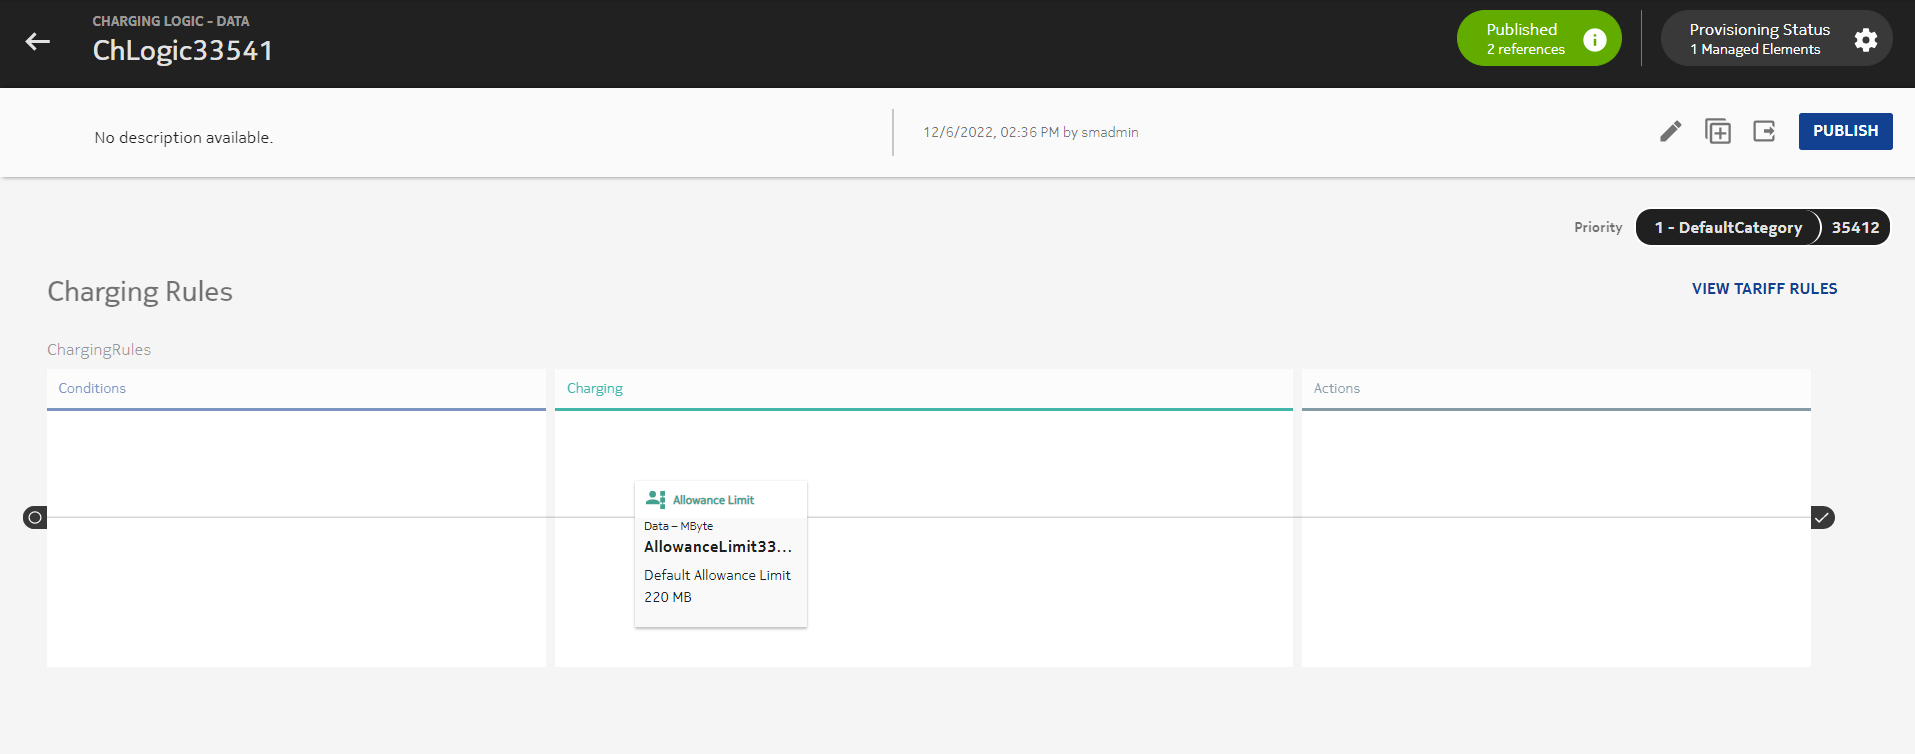 CHARGING LOGIC - DATA
ChLogic33541
Published
2 references
Provisioning Status
1 Managed Elements
No description available.
12/6/2022, 02:36 PM by smadmin
PUBLISH
Priority
1 - DefaultCategory
35412
Charging Rules
VIEW TARIFF RULES
ChargingRules
Conditions
Charging
Actions
Allowance Limit
Data – MByte
AllowanceLimit33...
Default Allowance Limit
220 MB